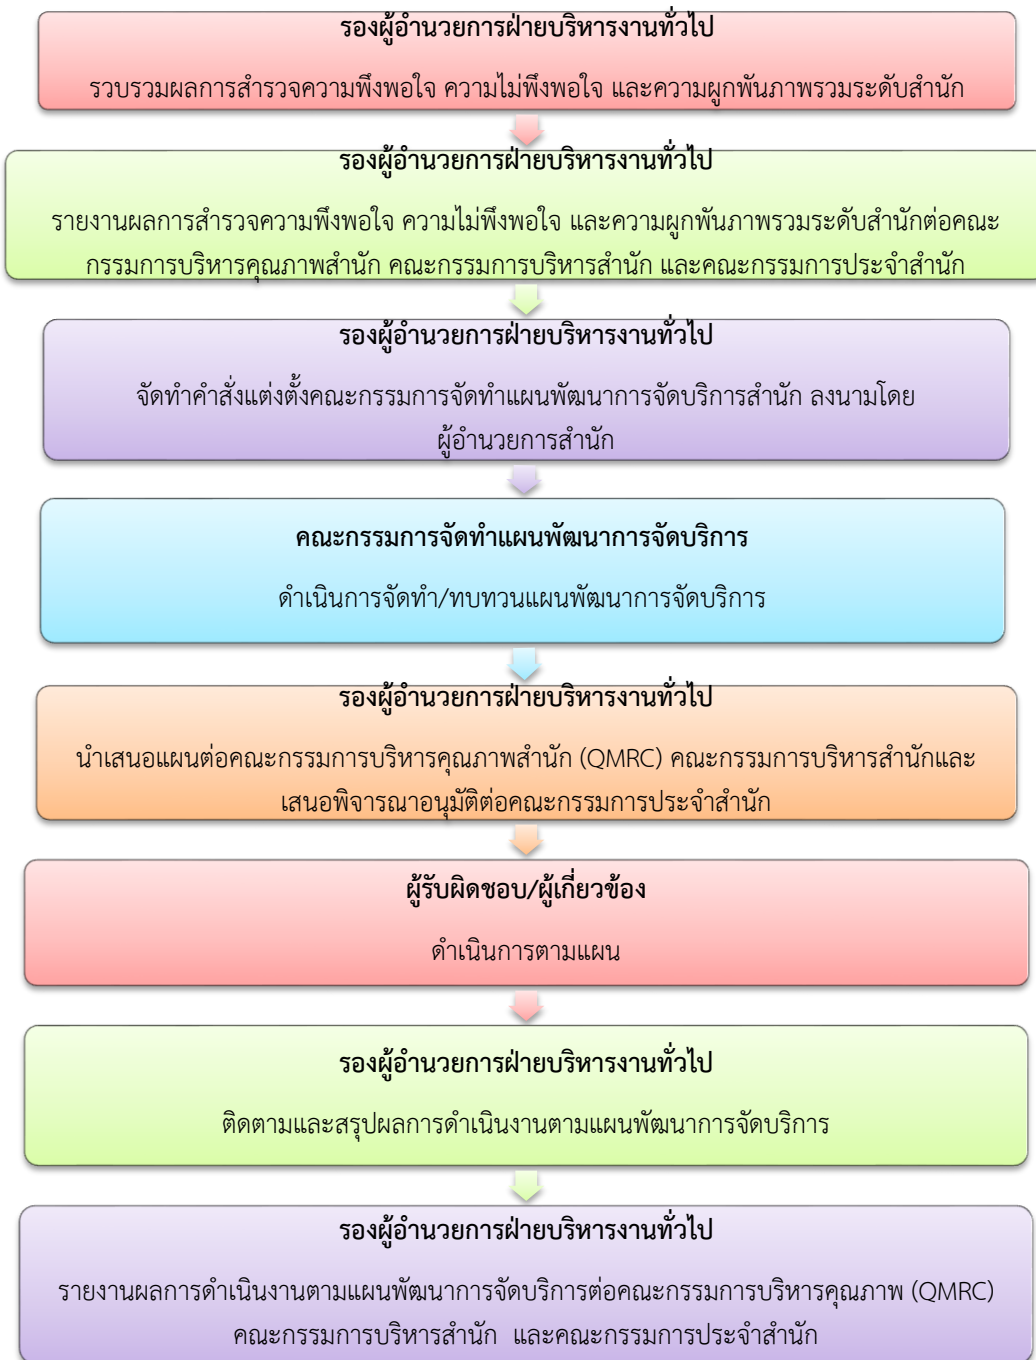 รองผู้อำนวยการฝ่ายบริหารงานทั่วไป
รวบรวมผลการสำรวจความพึงพอใจ ความไม่พึงพอใจ และความผูกพันภาพรวมระดับสำนัก
รองผู้อำนวยการฝ่ายบริหารงานทั่วไป
รายงานผลการสำรวจความพึงพอใจ ความไม่พึงพอใจ และความผูกพันภาพรวมระดับสำนักต่อคณะ
กรรมการบริหารคุณภาพสำนัก คณะกรรมการบริหารสำนัก และคณะกรรมการประจำสำนัก
รองผู้อำนวยการฝ่ายบริหารงานทั่วไป
จัดทำคำสั่งแต่งตั้งคณะกรรมการจัดทำแผนพัฒนาการจัดบริการสำนัก ลงนามโดย
ผู้อำนวยการสำนัก
คณะกรรมการจัดทำแผนพัฒนาการจัดบริการ
ดำเนินการจัดทำ/ทบทวนแผนพัฒนาการจัดบริการ
รองผู้อำนวยการฝ่ายบริหารงานทั่วไป
นำเสนอแผนต่อคณะกรรมการบริหารคุณภาพสำนัก (QMRC) คณะกรรมการบริหารสำนักและ
เสนอพิจารณาอนุมัติต่อคณะกรรมการประจำสำนัก
ผู้รับผิดชอบ/ผู้เกี่ยวข้อง
ดำเนินการตามแผน
รองผู้อำนวยการฝ่ายบริหารงานทั่วไป
ติดตามและสรุปผลการดำเนินงานตามแผนพัฒนาการจัดบริการ
รองผู้อำนวยการฝ่ายบริหารงานทั่วไป
รายงานผลการดำเนินงานตามแผนพัฒนาการจัดบริการต่อคณะกรรมการบริหารคุณภาพ (QMRC)
คณะกรรมการบริหารสำนัก  และคณะกรรมการประจำสำนัก